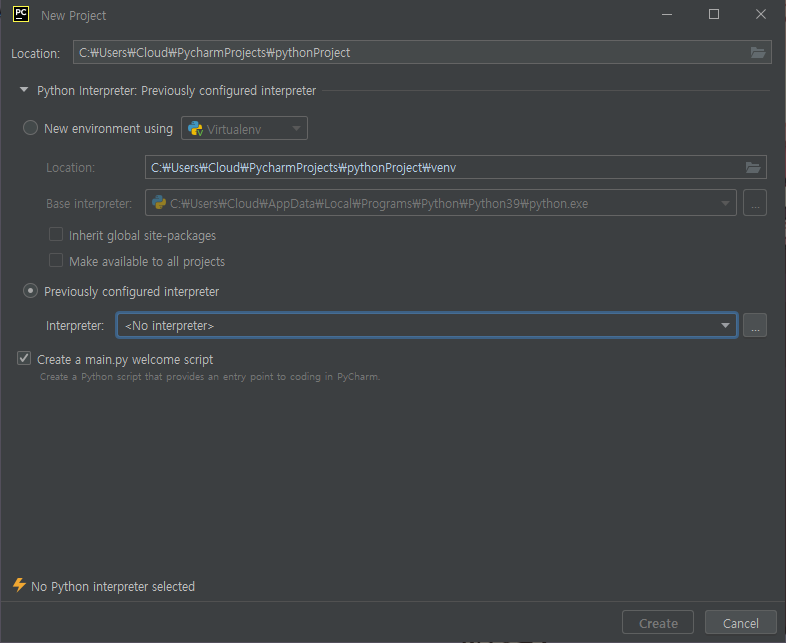 PC
New Project
Location: C:₩Users₩Cloud₩PycharmProjects₩pythonProject
Python Interpreter: Previously configured interpreter
New environment using Virtualenv
Location: C:₩Users₩Cloud₩PycharmProjects₩pythonProject₩venv
Base interpreter: C:₩Users₩Cloud₩AppData₩Local₩Programs₩Python₩Python39₩python.exe ...
Inherit global site-packages
Make available to all projects
Previously configured interpreter
Interpreter: <No interpreter> ...
Create a main.py welcome script
Create a Python script that provides an entry point to coding in PyCharm.
No Python interpreter selected
Create Cancel